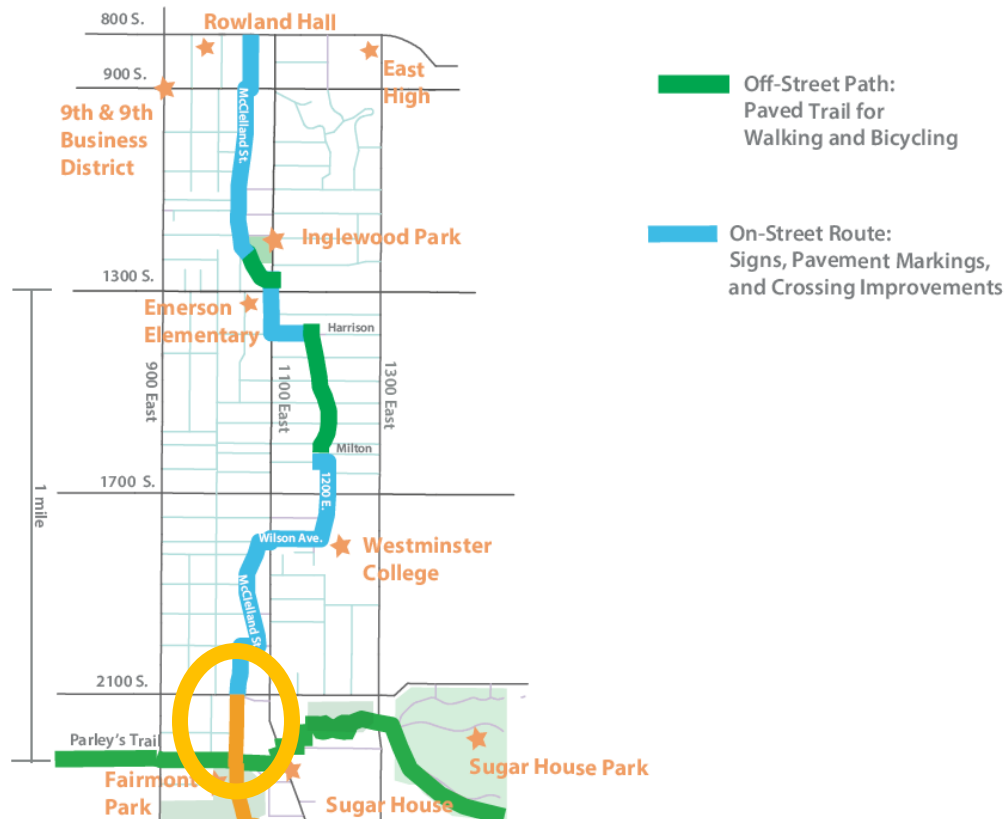 800 S.
Rowland Hall
East
High
900 S.
9th & 9th
Business
District
McClelland St.
Off-Street Path:
Paved Trail for
Walking and Bicycling
On-Street Route:
Signs, Pavement Markings,
and Crossing Improvements
Inglewood Park
1300 S.
Emerson
Elementary
Harrison
900 East
1100 East
1300 East
Milton
1 mile
1700 S.
1200 E.
Wilson Ave.
Westminster
College
McClelland St.
2100 S.
Parley's Trail
Fairmont
Park
Sugar House
Sugar House Park